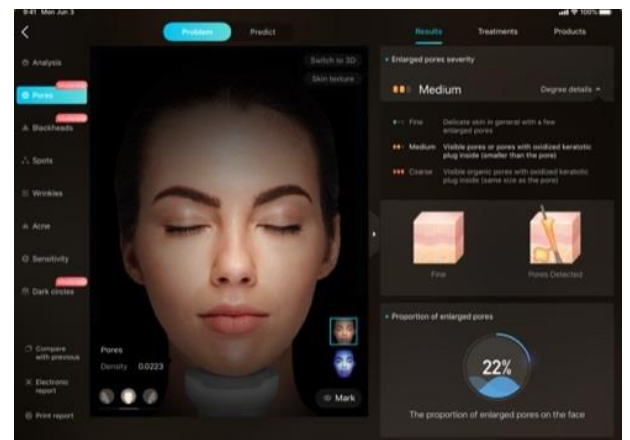 9:41 Mon Jun 3
100%
Problem
Predict
Results
Treatments
Products
Analysis
Pores
Blackheads
Spots
Wrinkles
Acne
Sensitivity
Dark circles
Compare
with previous
Electronic
report
Print report
Switch to 3D
Skin texture
Pores
Density 0.0223
Mark
Enlarged pores severity
Medium
Degree details
Fine
Delicate skin in general with a few
enlarged pores
Medium
Visible pores or pores with oxidized keratotic
plug inside (smaller than the pore)
Coarse
Visible organic pores with oxidized keratotic
plug inside (same size as the pore)
Fine
Pores Detected
Proportion of enlarged pores
22%
The proportion of enlarged pores on the face